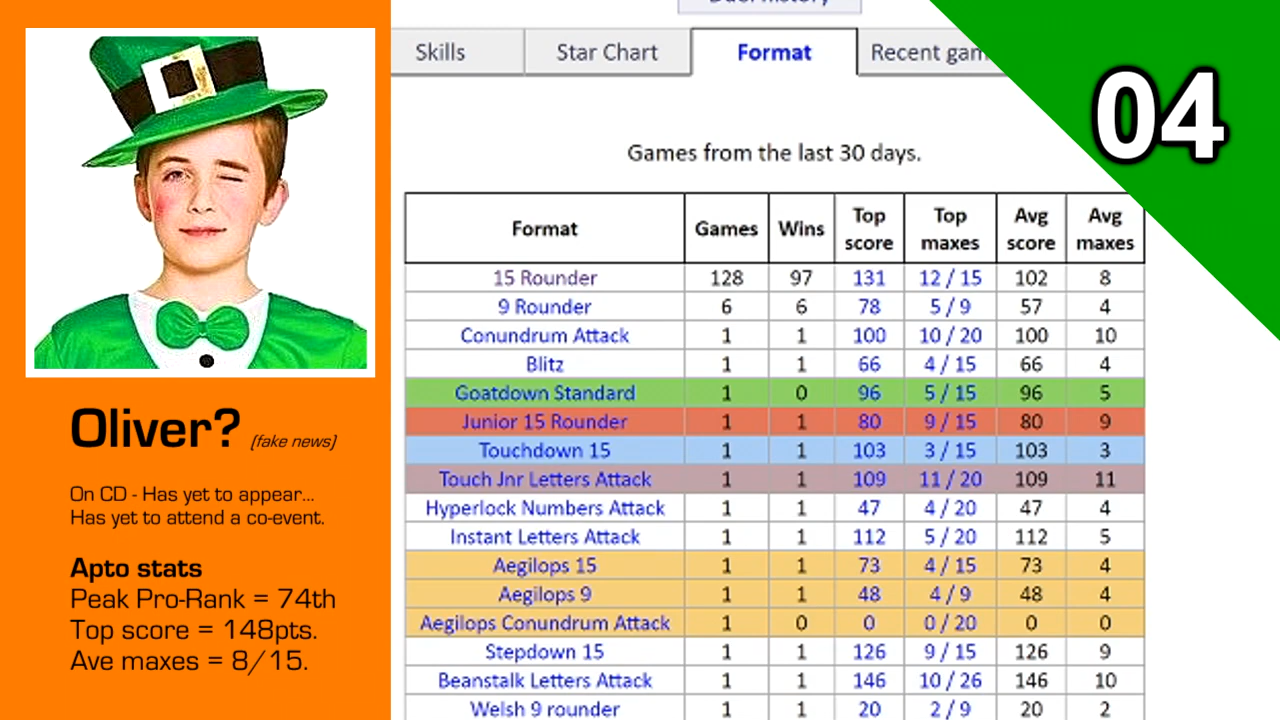 Duel history
Skills
Star Chart
Format
Recent gam
04
Games from the last 30 days.
Format Games Wins Top score Top maxes Avg score Avg maxes
15 Rounder 128 97 131 12 / 15 102 8
9 Rounder 6 6 78 5 / 9 57 4
Conundrum Attack 1 1 100 10 / 20 100 10
Blitz 1 1 66 4 / 15 66 4
Goatdown Standard 1 0 96 5 / 15 96 5
Junior 15 Rounder 1 1 80 9 / 15 80 9
Touchdown 15 1 1 103 3 / 15 103 3
Touch Jnr Letters Attack 1 1 109 11 / 20 109 11
Hyperlock Numbers Attack 1 1 47 4 / 20 47 4
Instant Letters Attack 1 1 112 5 / 20 112 5
Aegilops 15 1 1 73 4 / 15 73 4
Aegilops 9 1 1 48 4 / 9 48 4
Aegilops Conundrum Attack 1 0 0 0 / 20 0 0
Stepdown 15 1 1 126 9 / 15 126 9
Beanstalk Letters Attack 1 1 146 10 / 26 146 10
Welsh 9 rounder 1 1 20 2 / 9 20 2
Oliver? (fake news)
On CD - Has yet to appear...
Has yet to attend a co-event.
Apto stats
Peak Pro-Rank = 74th
Top score = 148pts.
Ave maxes = 8/15.